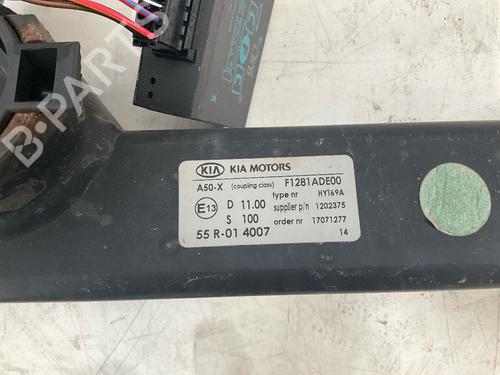 B-PARTS
KIA KIA MOTORS
A50-X (coupling class) F1281ADE00
type nr HYI69A
E13 D 11.00 supplier p/n 1202375
S 100 order nr 17071277
55 R-01 4007 14